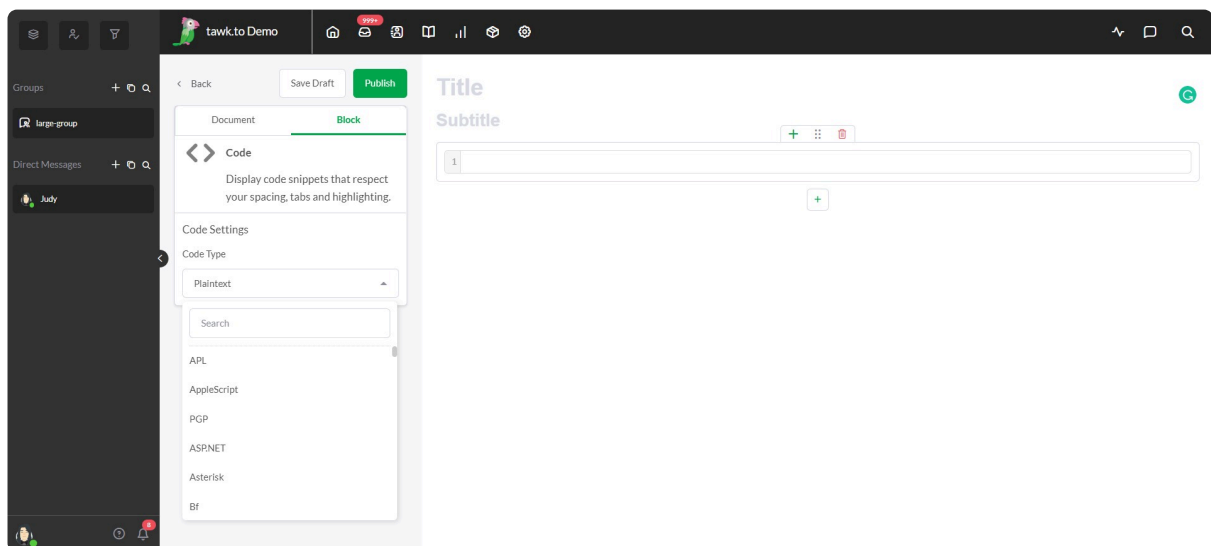 tawk.to Demo
999+
Groups
large-group
Direct Messages
Judy
8
Back
Save Draft
Publish
Document
Block
Code
Display code snippets that respect
your spacing, tabs and highlighting.
Code Settings
Code Type
Plaintext
Search
APL
AppleScript
PGP
ASP.NET
Asterisk
Bf
Title
Subtitle
1